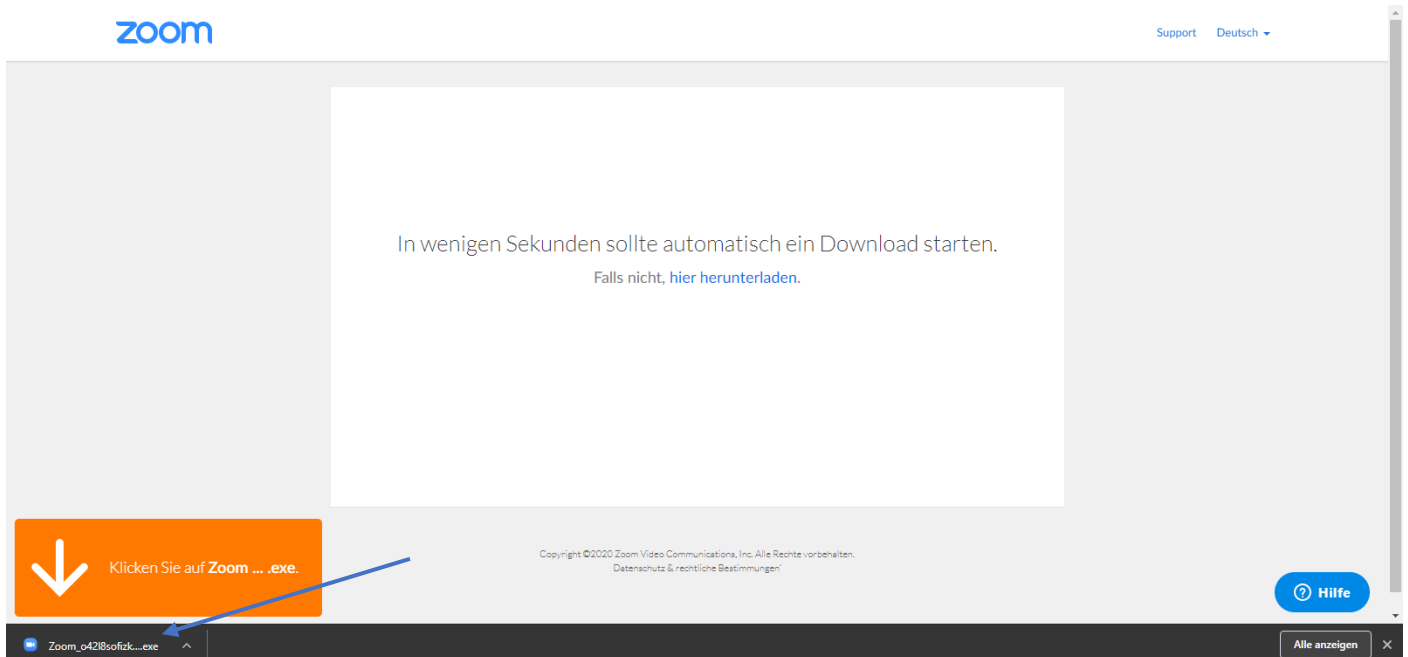 zoom
Support Deutsch
In wenigen Sekunden sollte automatisch ein Download starten.
Falls nicht, hier herunterladen.
Klicken Sie auf Zoom ... .exe.
Copyright ©2020 Zoom Video Communications, Inc. Alle Rechte vorbehalten.
Datenschutz & rechtliche Bestimmungen
Hilfe
Zoom_o42l8sofizk....exe
Alle anzeigen